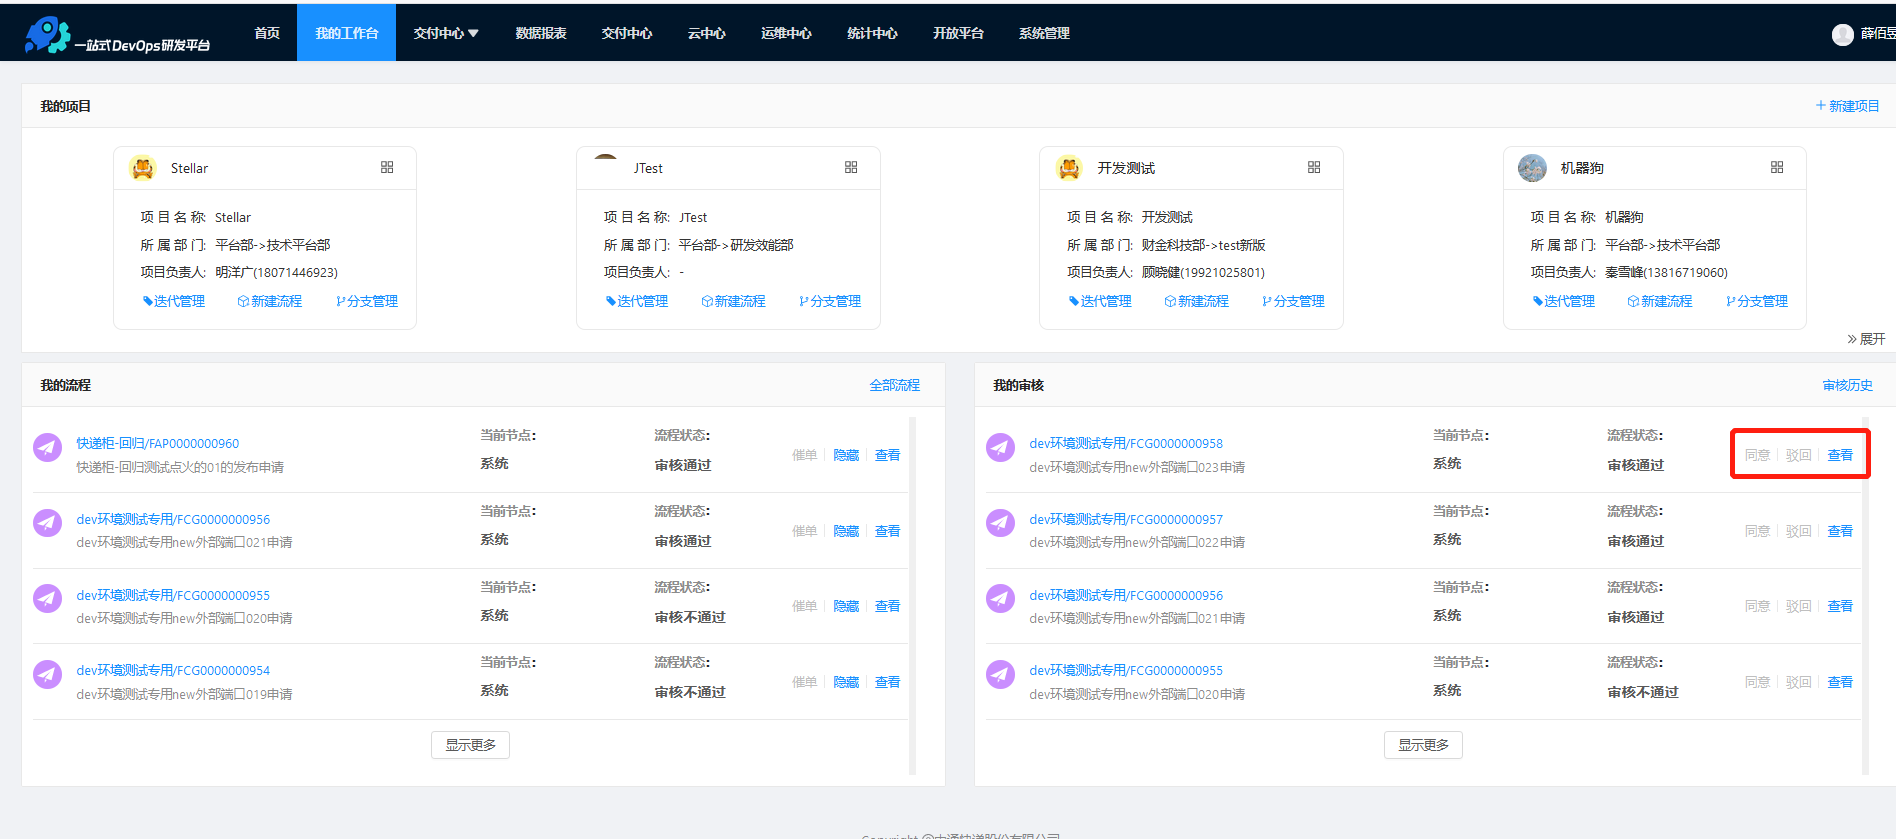 一站式DevOps研发平台 首页 我的工作台 交付中心 数据报表 交付中心 云中心 运维中心 统计中心 开放平台 系统管理 薛佰昱
我的项目 + 新建项目
Stellar
项目名称: Stellar
所属部门: 平台部->技术平台部
项目负责人: 明洋广(18071446923)
迭代管理 新建流程 分支管理
JTest
项目名称: JTest
所属部门: 平台部->研发效能部
项目负责人: -
迭代管理 新建流程 分支管理
开发测试
项目名称: 开发测试
所属部门: 财金科技部->test新版
项目负责人: 顾晓健(19921025801)
迭代管理 新建流程 分支管理
机器狗
项目名称: 机器狗
所属部门: 平台部->技术平台部
项目负责人: 秦雪峰(13816719060)
迭代管理 新建流程 分支管理
展开
我的流程 全部流程
快递柜-回归/FAP0000000960 当前节点: 流程状态:
快递柜-回归测试点火的01的发布申请 系统 审核通过 催单 隐藏 查看
dev环境测试专用/FCG0000000956 当前节点: 流程状态:
dev环境测试专用new外部端口021申请 系统 审核通过 催单 隐藏 查看
dev环境测试专用/FCG0000000955 当前节点: 流程状态:
dev环境测试专用new外部端口020申请 系统 审核不通过 催单 隐藏 查看
dev环境测试专用/FCG0000000954 当前节点: 流程状态:
dev环境测试专用new外部端口019申请 系统 审核不通过 催单 隐藏 查看
显示更多
我的审核 审核历史
dev环境测试专用/FCG0000000958 当前节点: 流程状态:
dev环境测试专用new外部端口023申请 系统 审核通过 同意 驳回 查看
dev环境测试专用/FCG0000000957 当前节点: 流程状态:
dev环境测试专用new外部端口022申请 系统 审核通过 同意 驳回 查看
dev环境测试专用/FCG0000000956 当前节点: 流程状态:
dev环境测试专用new外部端口021申请 系统 审核通过 同意 驳回 查看
dev环境测试专用/FCG0000000955 当前节点: 流程状态:
dev环境测试专用new外部端口020申请 系统 审核不通过 同意 驳回 查看
显示更多
Copyright @中通快递股份有限公司